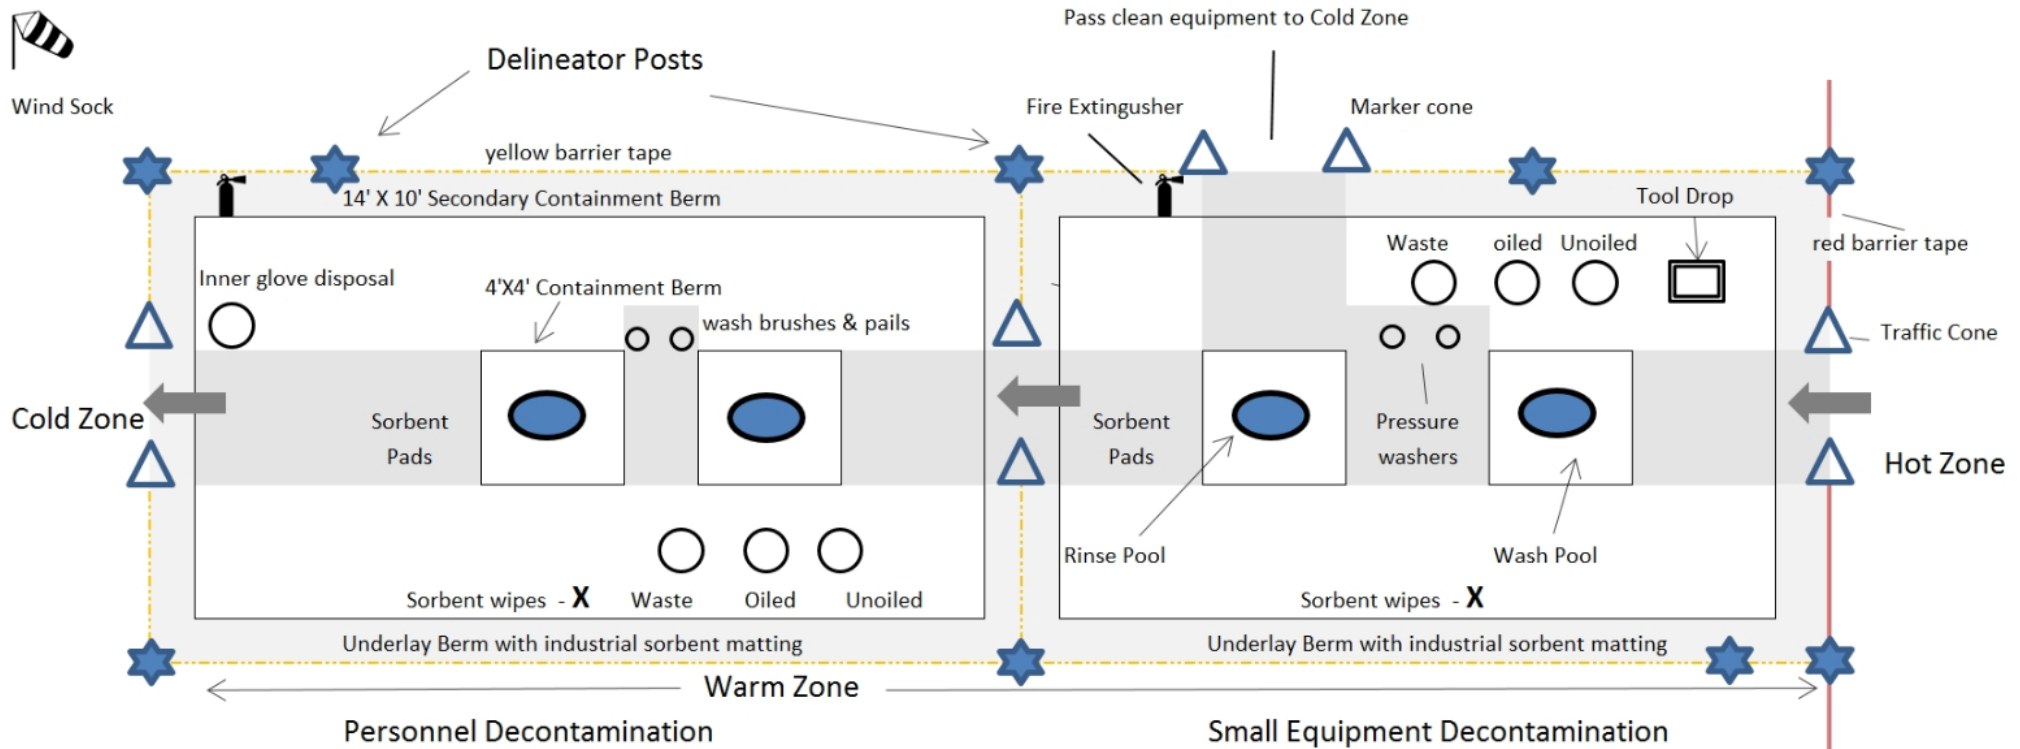 Pass clean equipment to Cold Zone
Delineator Posts
Wind Sock
Fire Extingusher
Marker cone
yellow barrier tape
14' X 10' Secondary Containment Berm
Tool Drop
Waste oiled Unoiled
red barrier tape
Inner glove disposal
4'X4' Containment Berm
wash brushes & pails
Traffic Cone
Cold Zone
Sorbent
Pads
Sorbent
Pads
Pressure
washers
Hot Zone
Rinse Pool
Wash Pool
Sorbent wipes - X Waste Oiled Unoiled
Sorbent wipes - X
Underlay Berm with industrial sorbent matting
Underlay Berm with industrial sorbent matting
Warm Zone
Personnel Decontamination
Small Equipment Decontamination